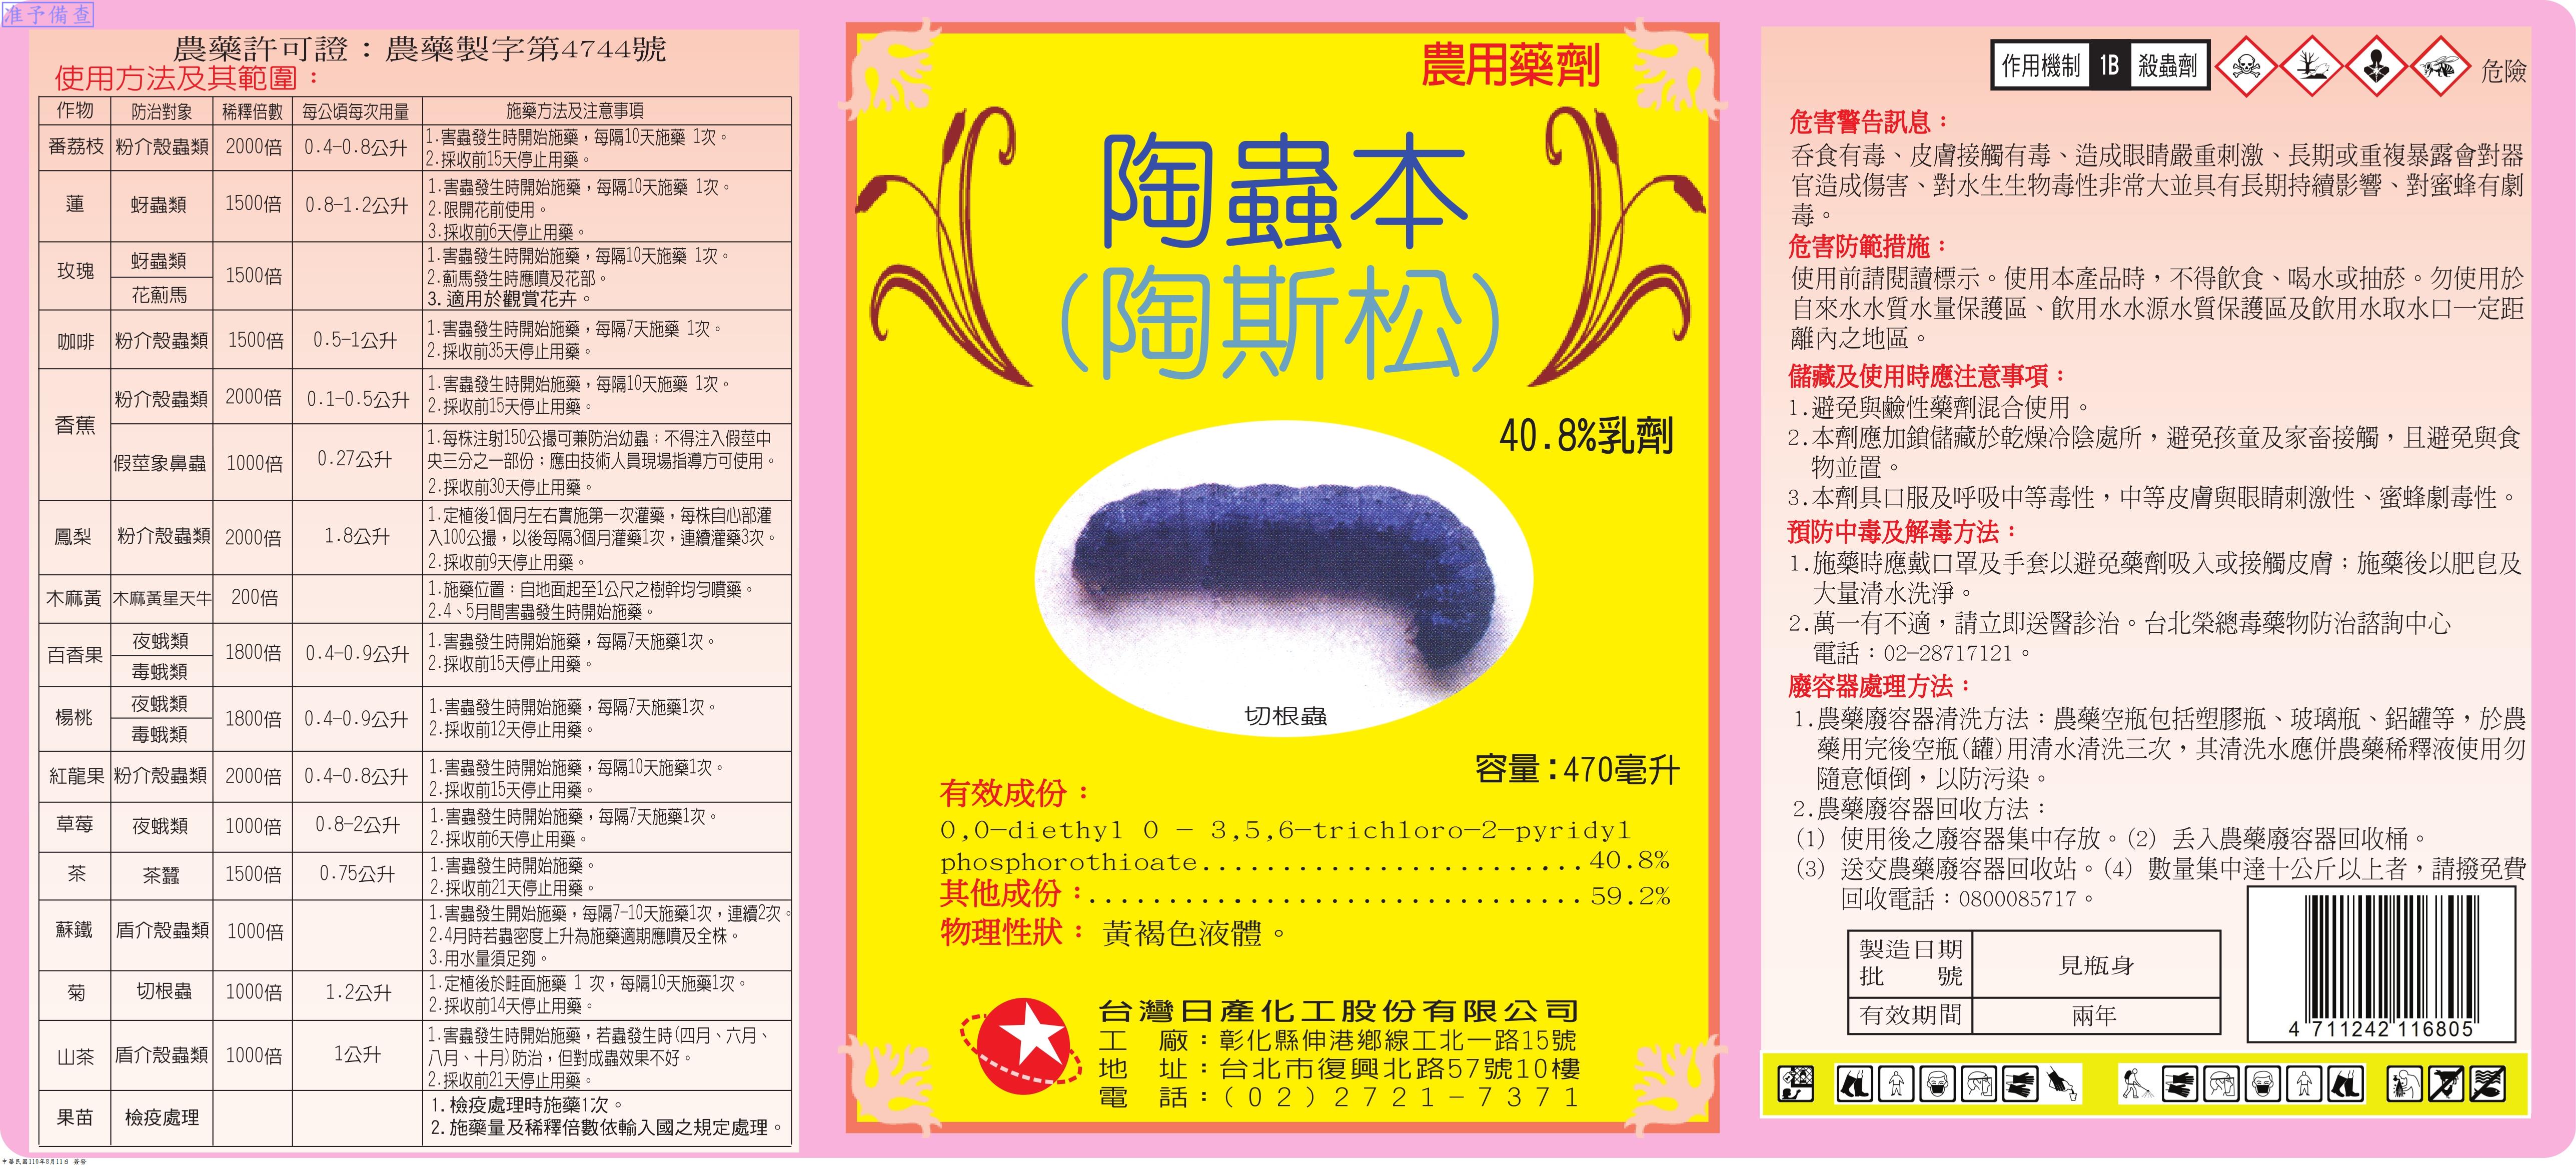 准予備查
農藥許可證：農藥製字第4744號
使用方法及其範圍：
作物 防治對象 稀釋倍數 每公頃每次用量 施藥方法及注意事項
番荔枝 粉介殼蟲類 2000倍 0.4-0.8公升
1.害蟲發生時開始施藥，每隔10天施藥 1次。
2.採收前15天停止用藥。
蓮 蚜蟲類 1500倍 0.8-1.2公升
1.害蟲發生時開始施藥，每隔10天施藥 1次。
2.限開花前使用。
3.採收前6天停止用藥。
玫瑰 蚜蟲類 花薊馬 1500倍
1.害蟲發生時開始施藥，每隔10天施藥 1次。
2.薊馬發生時應噴及花部。
3.適用於觀賞花卉。
咖啡 粉介殼蟲類 1500倍 0.5-1公升
1.害蟲發生時開始施藥，每隔7天施藥 1次。
2.採收前35天停止用藥。
香蕉 粉介殼蟲類 2000倍 0.1-0.5公升
1.害蟲發生時開始施藥，每隔10天施藥 1次。
2.採收前15天停止用藥。
假莖象鼻蟲 1000倍 0.27公升
1.每株注射150公撮可兼防治幼蟲；不得注入假莖中
央三分之一部份；應由技術人員現場指導方可使用。
2.採收前30天停止用藥。
鳳梨 粉介殼蟲類 2000倍 1.8公升
1.定植後1個月左右實施第一次灌藥，每株自心部灌
入100公撮，以後每隔3個月灌藥1次，連續灌藥3次。
2.採收前9天停止用藥。
木麻黃 木麻黃星天牛 200倍
1.施藥位置：自地面起至1公尺之樹幹均勻噴藥。
2.4、5月間害蟲發生時開始施藥。
百香果 夜蛾類 毒蛾類 1800倍 0.4-0.9公升
1.害蟲發生時開始施藥，每隔7天施藥1次。
2.採收前15天停止用藥。
楊桃 夜蛾類 毒蛾類 1800倍 0.4-0.9公升
1.害蟲發生時開始施藥，每隔7天施藥1次。
2.採收前12天停止用藥。
紅龍果 粉介殼蟲類 2000倍 0.4-0.8公升
1.害蟲發生時開始施藥，每隔10天施藥1次。
2.採收前15天停止用藥。
草莓 夜蛾類 1000倍 0.8-2公升
1.害蟲發生時開始施藥，每隔7天施藥1次。
2.採收前6天停止用藥。
茶 茶蠶 1500倍 0.75公升
1.害蟲發生時開始施藥。
2.採收前21天停止用藥。
蘇鐵 盾介殼蟲類 1000倍
1.害蟲發生開始施藥，每隔7-10天施藥1次，連續2次。
2.4月時若蟲密度上升為施藥適期應噴及全株。
3.用水量須足夠。
菊 切根蟲 1000倍 1.2公升
1.定植後於畦面施藥 1 次，每隔10天施藥1次。
2.採收前14天停止用藥。
山茶 盾介殼蟲類 1000倍 1公升
1.害蟲發生時開始施藥，若蟲發生時(四月、六月、
八月、十月)防治，但對成蟲效果不好。
2.採收前21天停止用藥。
果苗 檢疫處理
1.檢疫處理時施藥1次。
2.施藥量及稀釋倍數依輸入國之規定處理。
中華民國110年8月11日 簽發
農用藥劑
陶蟲本
(陶斯松)
40.8%乳劑
切根蟲
容量:470毫升
有效成份：
O,O-diethyl O - 3,5,6-trichloro-2-pyridyl
phosphorothioate........................40.8%
其他成份：...............................59.2%
物理性狀： 黃褐色液體。
台灣日產化工股份有限公司
工 廠：彰化縣伸港鄉線工北一路15號
地 址：台北市復興北路57號10樓
電 話：(02)2721-7371
作用機制 1B 殺蟲劑 危險
危害警告訊息：
吞食有毒、皮膚接觸有毒、造成眼睛嚴重刺激、長期或重複暴露會對器
官造成傷害、對水生生物毒性非常大並具有長期持續影響、對蜜蜂有劇
毒。
危害防範措施：
使用前請閱讀標示。使用本產品時，不得飲食、喝水或抽菸。勿使用於
自來水水質水量保護區、飲用水水源水質保護區及飲用水取水口一定距
離內之地區。
儲藏及使用時應注意事項：
1.避免與鹼性藥劑混合使用。
2.本劑應加鎖儲藏於乾燥冷陰處所，避免孩童及家畜接觸，且避免與食
物並置。
3.本劑具口服及呼吸中等毒性，中等皮膚與眼睛刺激性、蜜蜂劇毒性。
預防中毒及解毒方法：
1.施藥時應戴口罩及手套以避免藥劑吸入或接觸皮膚；施藥後以肥皂及
大量清水洗淨。
2.萬一有不適，請立即送醫診治。台北榮總毒藥物防治諮詢中心
電話：02-28717121。
廢容器處理方法：
1.農藥廢容器清洗方法：農藥空瓶包括塑膠瓶、玻璃瓶、鋁罐等，於農
藥用完後空瓶(罐)用清水清洗三次，其清洗水應併農藥稀釋液使用勿
隨意傾倒，以防污染。
2.農藥廢容器回收方法：
(1) 使用後之廢容器集中存放。(2) 丟入農藥廢容器回收桶。
(3) 送交農藥廢容器回收站。(4) 數量集中達十公斤以上者，請撥免費
回收電話：0800085717。
製造日期
批 號
見瓶身
有效期間 兩年
4 711242 116805